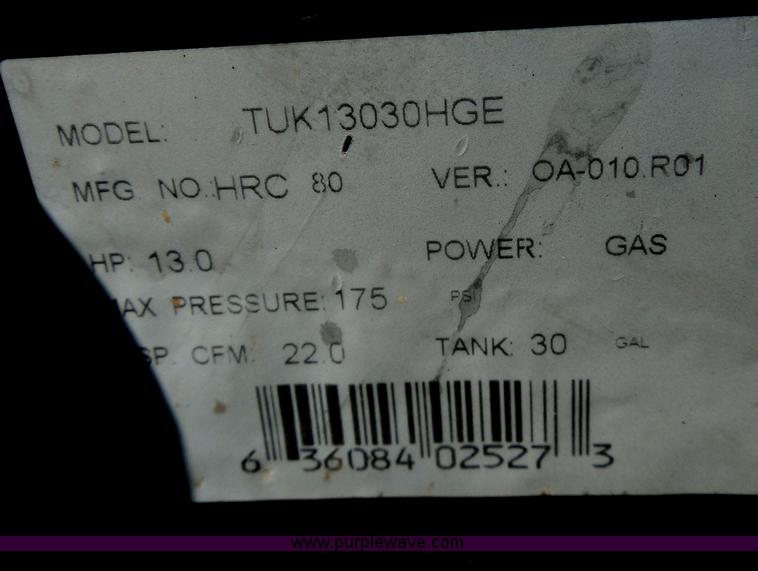 MODEL: TUK13030HGE
MFG NO.:HRC 80 VER.: OA-010.R01
HP: 13.0 POWER: GAS
MAX PRESSURE: 175 PSI
SP. CFM: 22.0 TANK: 30 GAL
6 36084 02527 3
www.purplewave.com